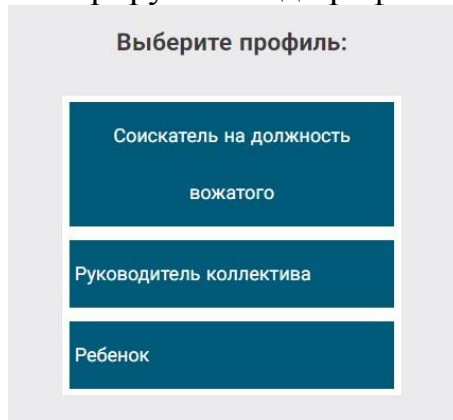 Выберите профиль:
Соискатель на должность
вожатого
Руководитель коллектива
Ребенок